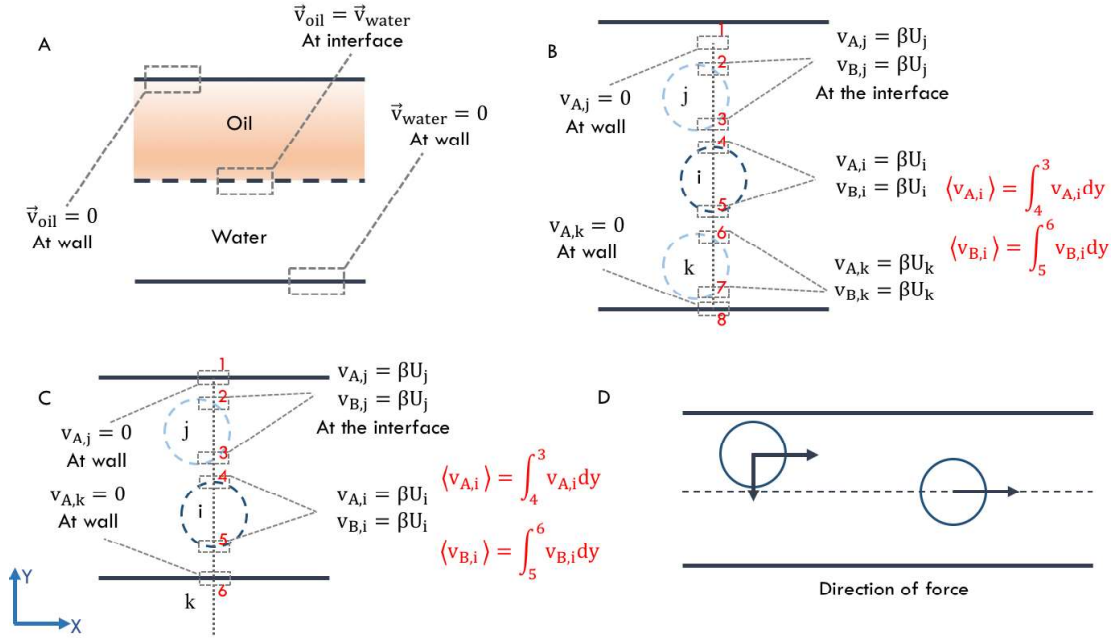 A
v⃗oil = v⃗water
At interface
Oil
v⃗water = 0
At wall
v⃗oil = 0
At wall
Water
B
1
vA,j = βUj
2
vB,j = βUj
At the interface
j
vA,j = 0
At wall
3
4
vA,i = βUi
vB,i = βUi
i
⟨vA,i⟩ = ∫₄³ vA,i dy
5
vA,k = 0
At wall
6
⟨vB,i⟩ = ∫₅⁶ vB,i dy
k
vA,k = βUk
vB,k = βUk
7
8
C
1
vA,j = βUj
2
vB,j = βUj
At the interface
j
vA,j = 0
At wall
3
4
⟨vA,i⟩ = ∫₄³ vA,i dy
vA,k = 0
At wall
vA,i = βUi
vB,i = βUi
i
5
⟨vB,i⟩ = ∫₅⁶ vB,i dy
6
k
Y
X
D
Direction of force